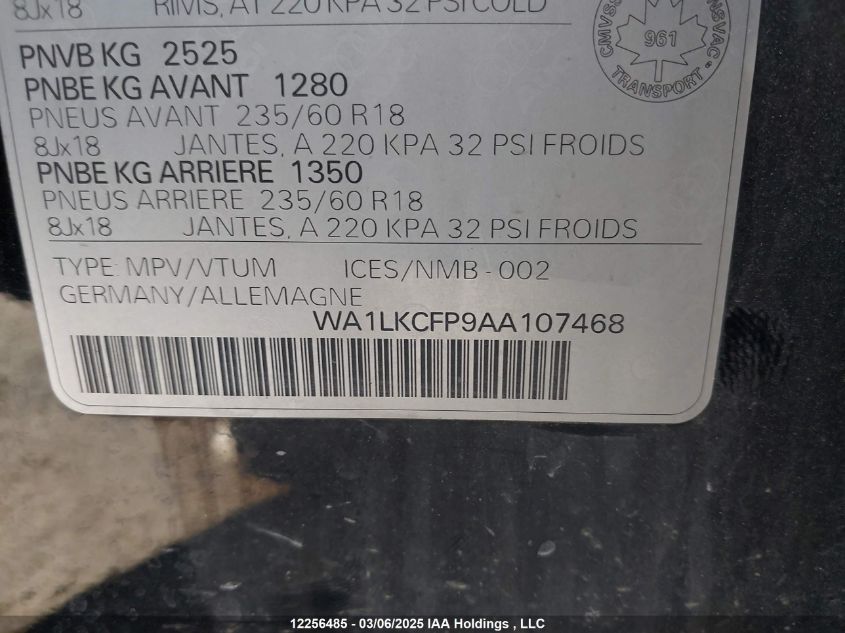 8Jx18 RIMS, AT 220 KPA 32 PSI COLD
PNVB KG 2525
PNBE KG AVANT 1280
PNEUS AVANT 235/60 R18
8Jx18 JANTES, A 220 KPA 32 PSI FROIDS
PNBE KG ARRIERE 1350
PNEUS ARRIERE 235/60 R18
8Jx18 JANTES, A 220 KPA 32 PSI FROIDS
961
TRANSPORT
TYPE: MPV/VTUM ICES/NMB-002
GERMANY/ALLEMAGNE
WA1LKCFP9AA107468
12256485 - 03/06/2025 IAA Holdings , LLC